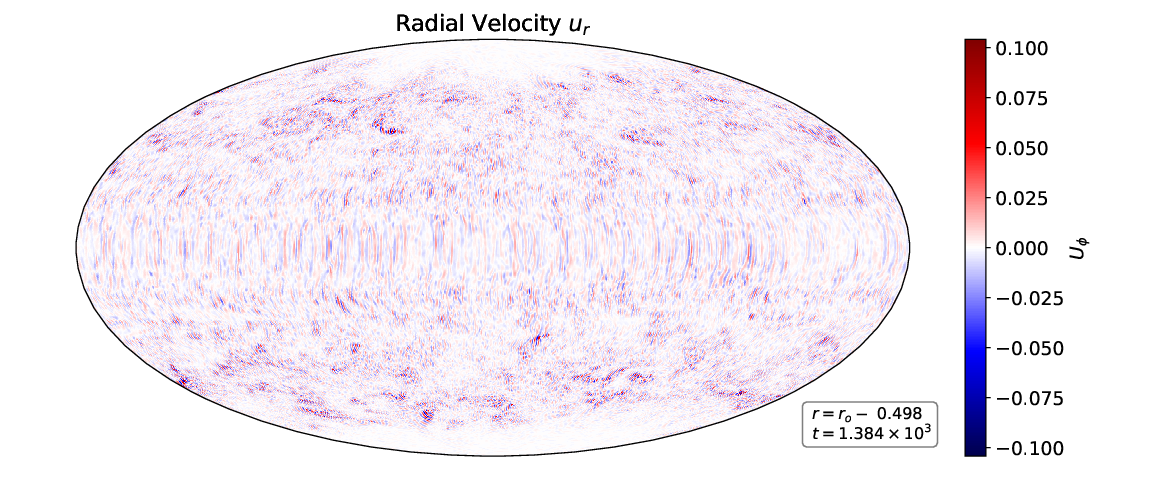 Radial Velocity $u_r$
0.100
0.075
0.050
0.025
0.000
−0.025
−0.050
−0.075
−0.100
$U_\phi$
$r = r_o -$ 0.498
$t = 1.384 \times 10^3$